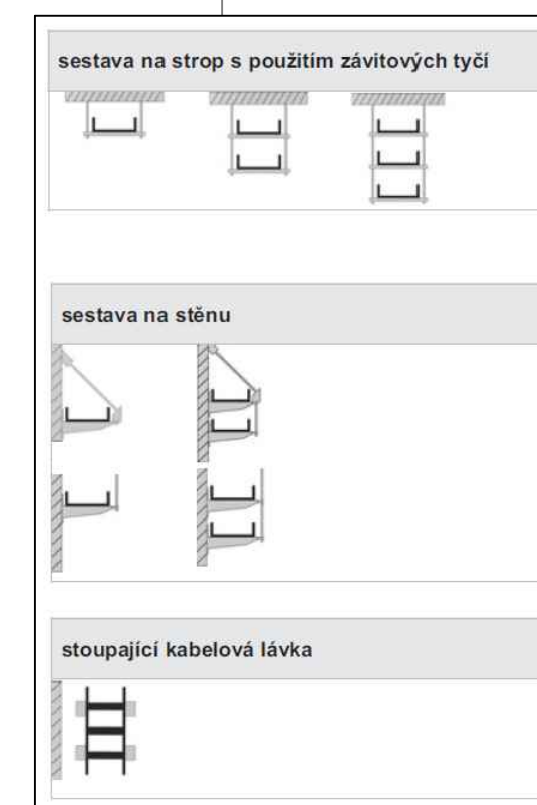 sestava na strop s použitím závitových tyčí
sestava na stěnu
stoupající kabelová lávka